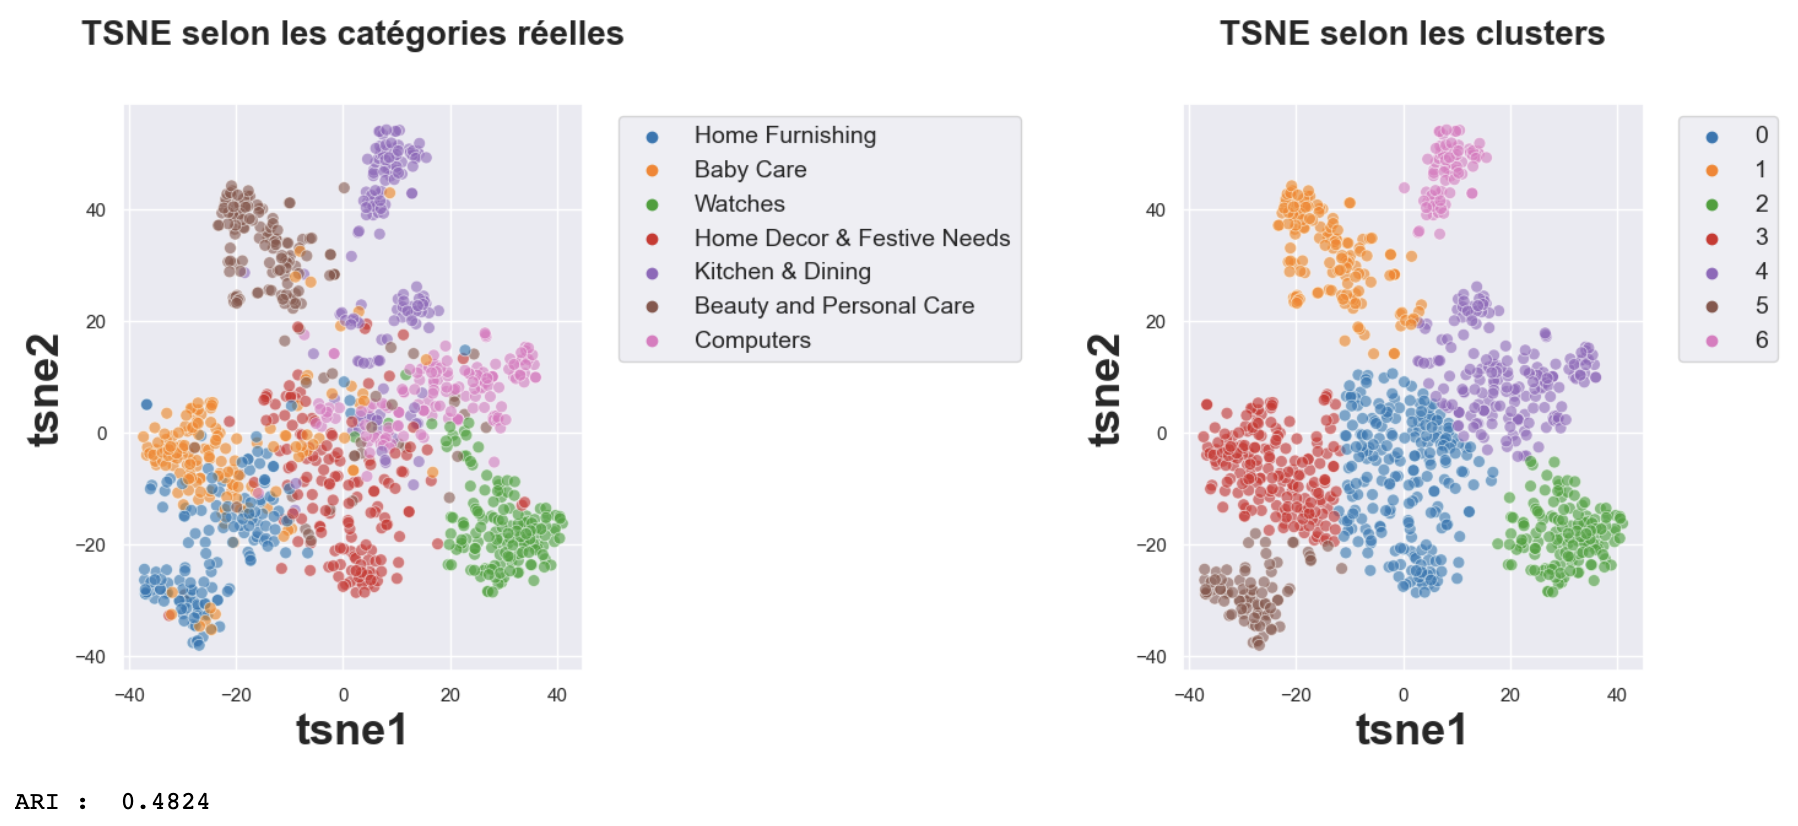 TSNE selon les catégories réelles
tsne2
40
20
0
−20
−40
−40 −20 0 20 40
tsne1
Home Furnishing
Baby Care
Watches
Home Decor & Festive Needs
Kitchen & Dining
Beauty and Personal Care
Computers
TSNE selon les clusters
tsne2
40
20
0
−20
−40
−40 −20 0 20 40
tsne1
0
1
2
3
4
5
6
ARI : 0.4824